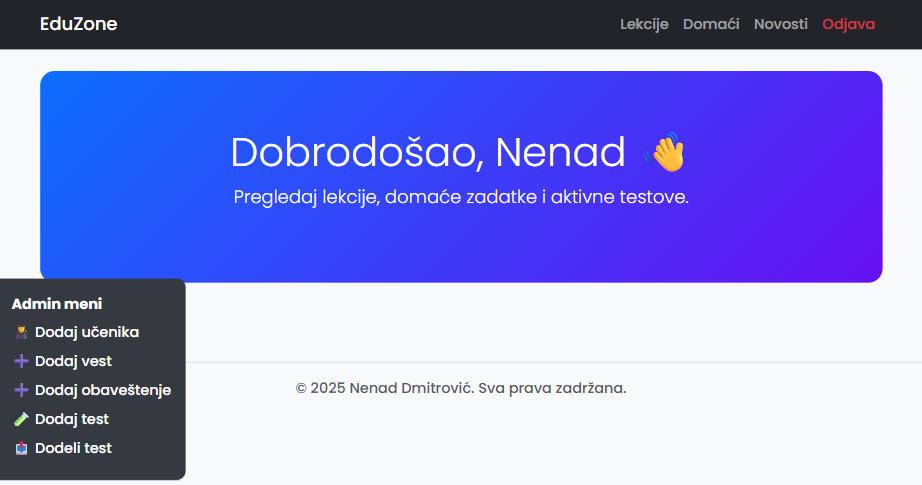 EduZone
Lekcije Domaći Novosti Odjava
Dobrodošao, Nenad 👋
Pregledaj lekcije, domaće zadatke i aktivne testove.
Admin meni
Dodaj učenika
Dodaj vest
Dodaj obaveštenje
Dodaj test
Dodeli test
© 2025 Nenad Dmitrović. Sva prava zadržana.